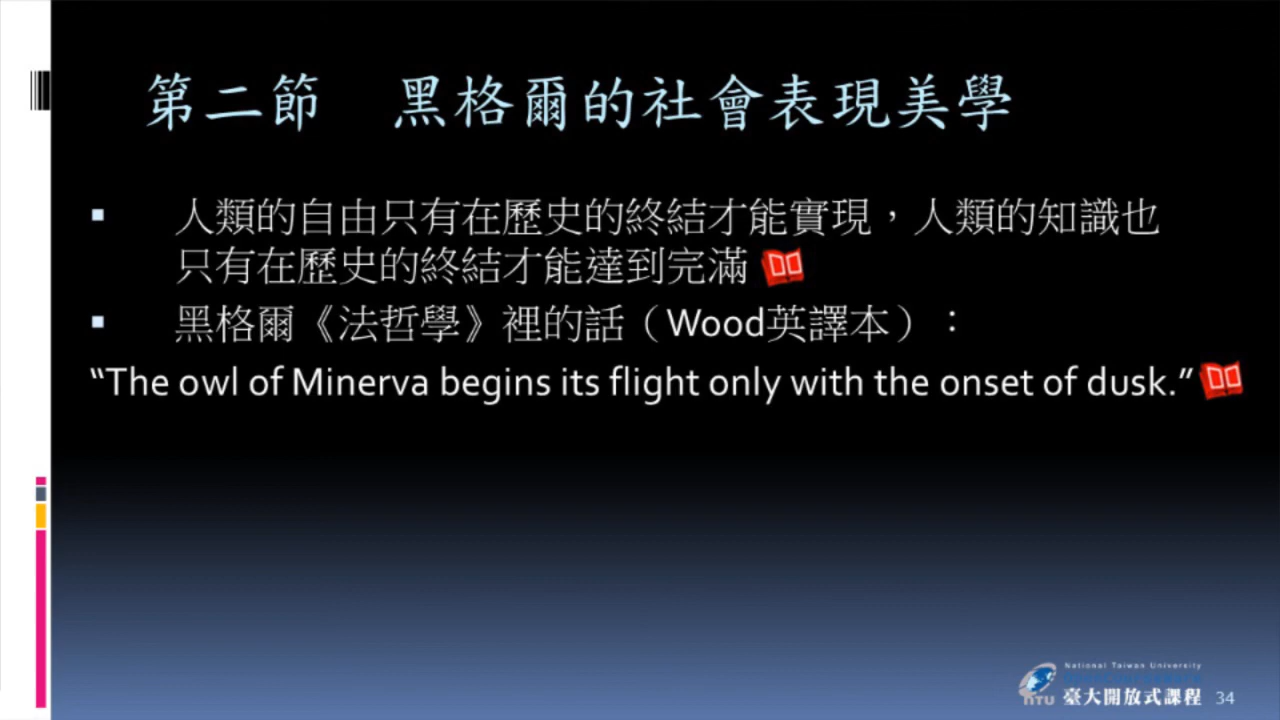 第二節　黑格爾的社會表現美學
▪ 人類的自由只有在歷史的終結才能實現，人類的知識也
只有在歷史的終結才能達到完滿
▪ 黑格爾《法哲學》裡的話（Wood英譯本）：
“The owl of Minerva begins its flight only with the onset of dusk.”
National Taiwan University
NTU 臺大開放式課程 34